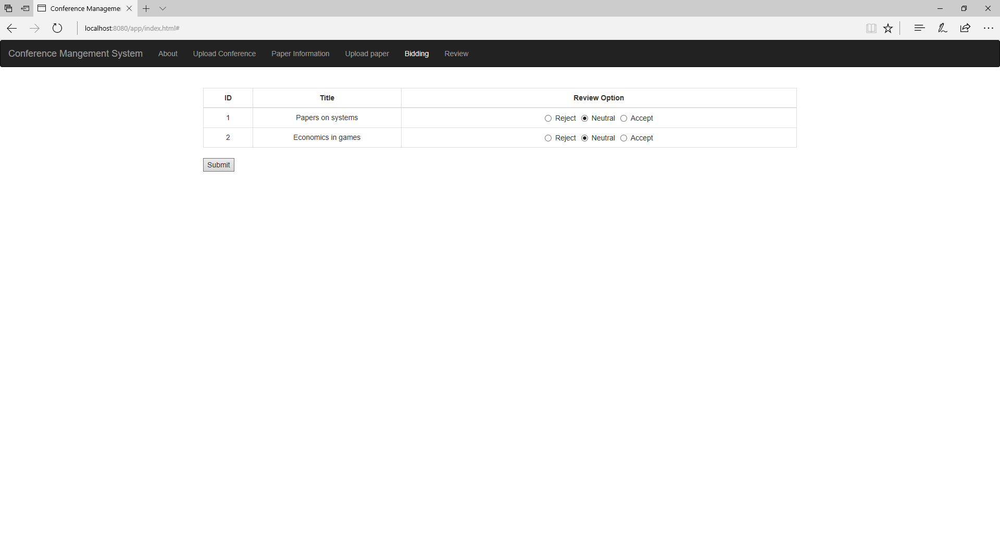 Conference Manageme
localhost:8080/app/index.html#
Conference Mangement System About Upload Conference Paper Information Upload paper Bidding Review
ID Title Review Option
1 Papers on systems Reject Neutral Accept
2 Economics in games Reject Neutral Accept
Submit